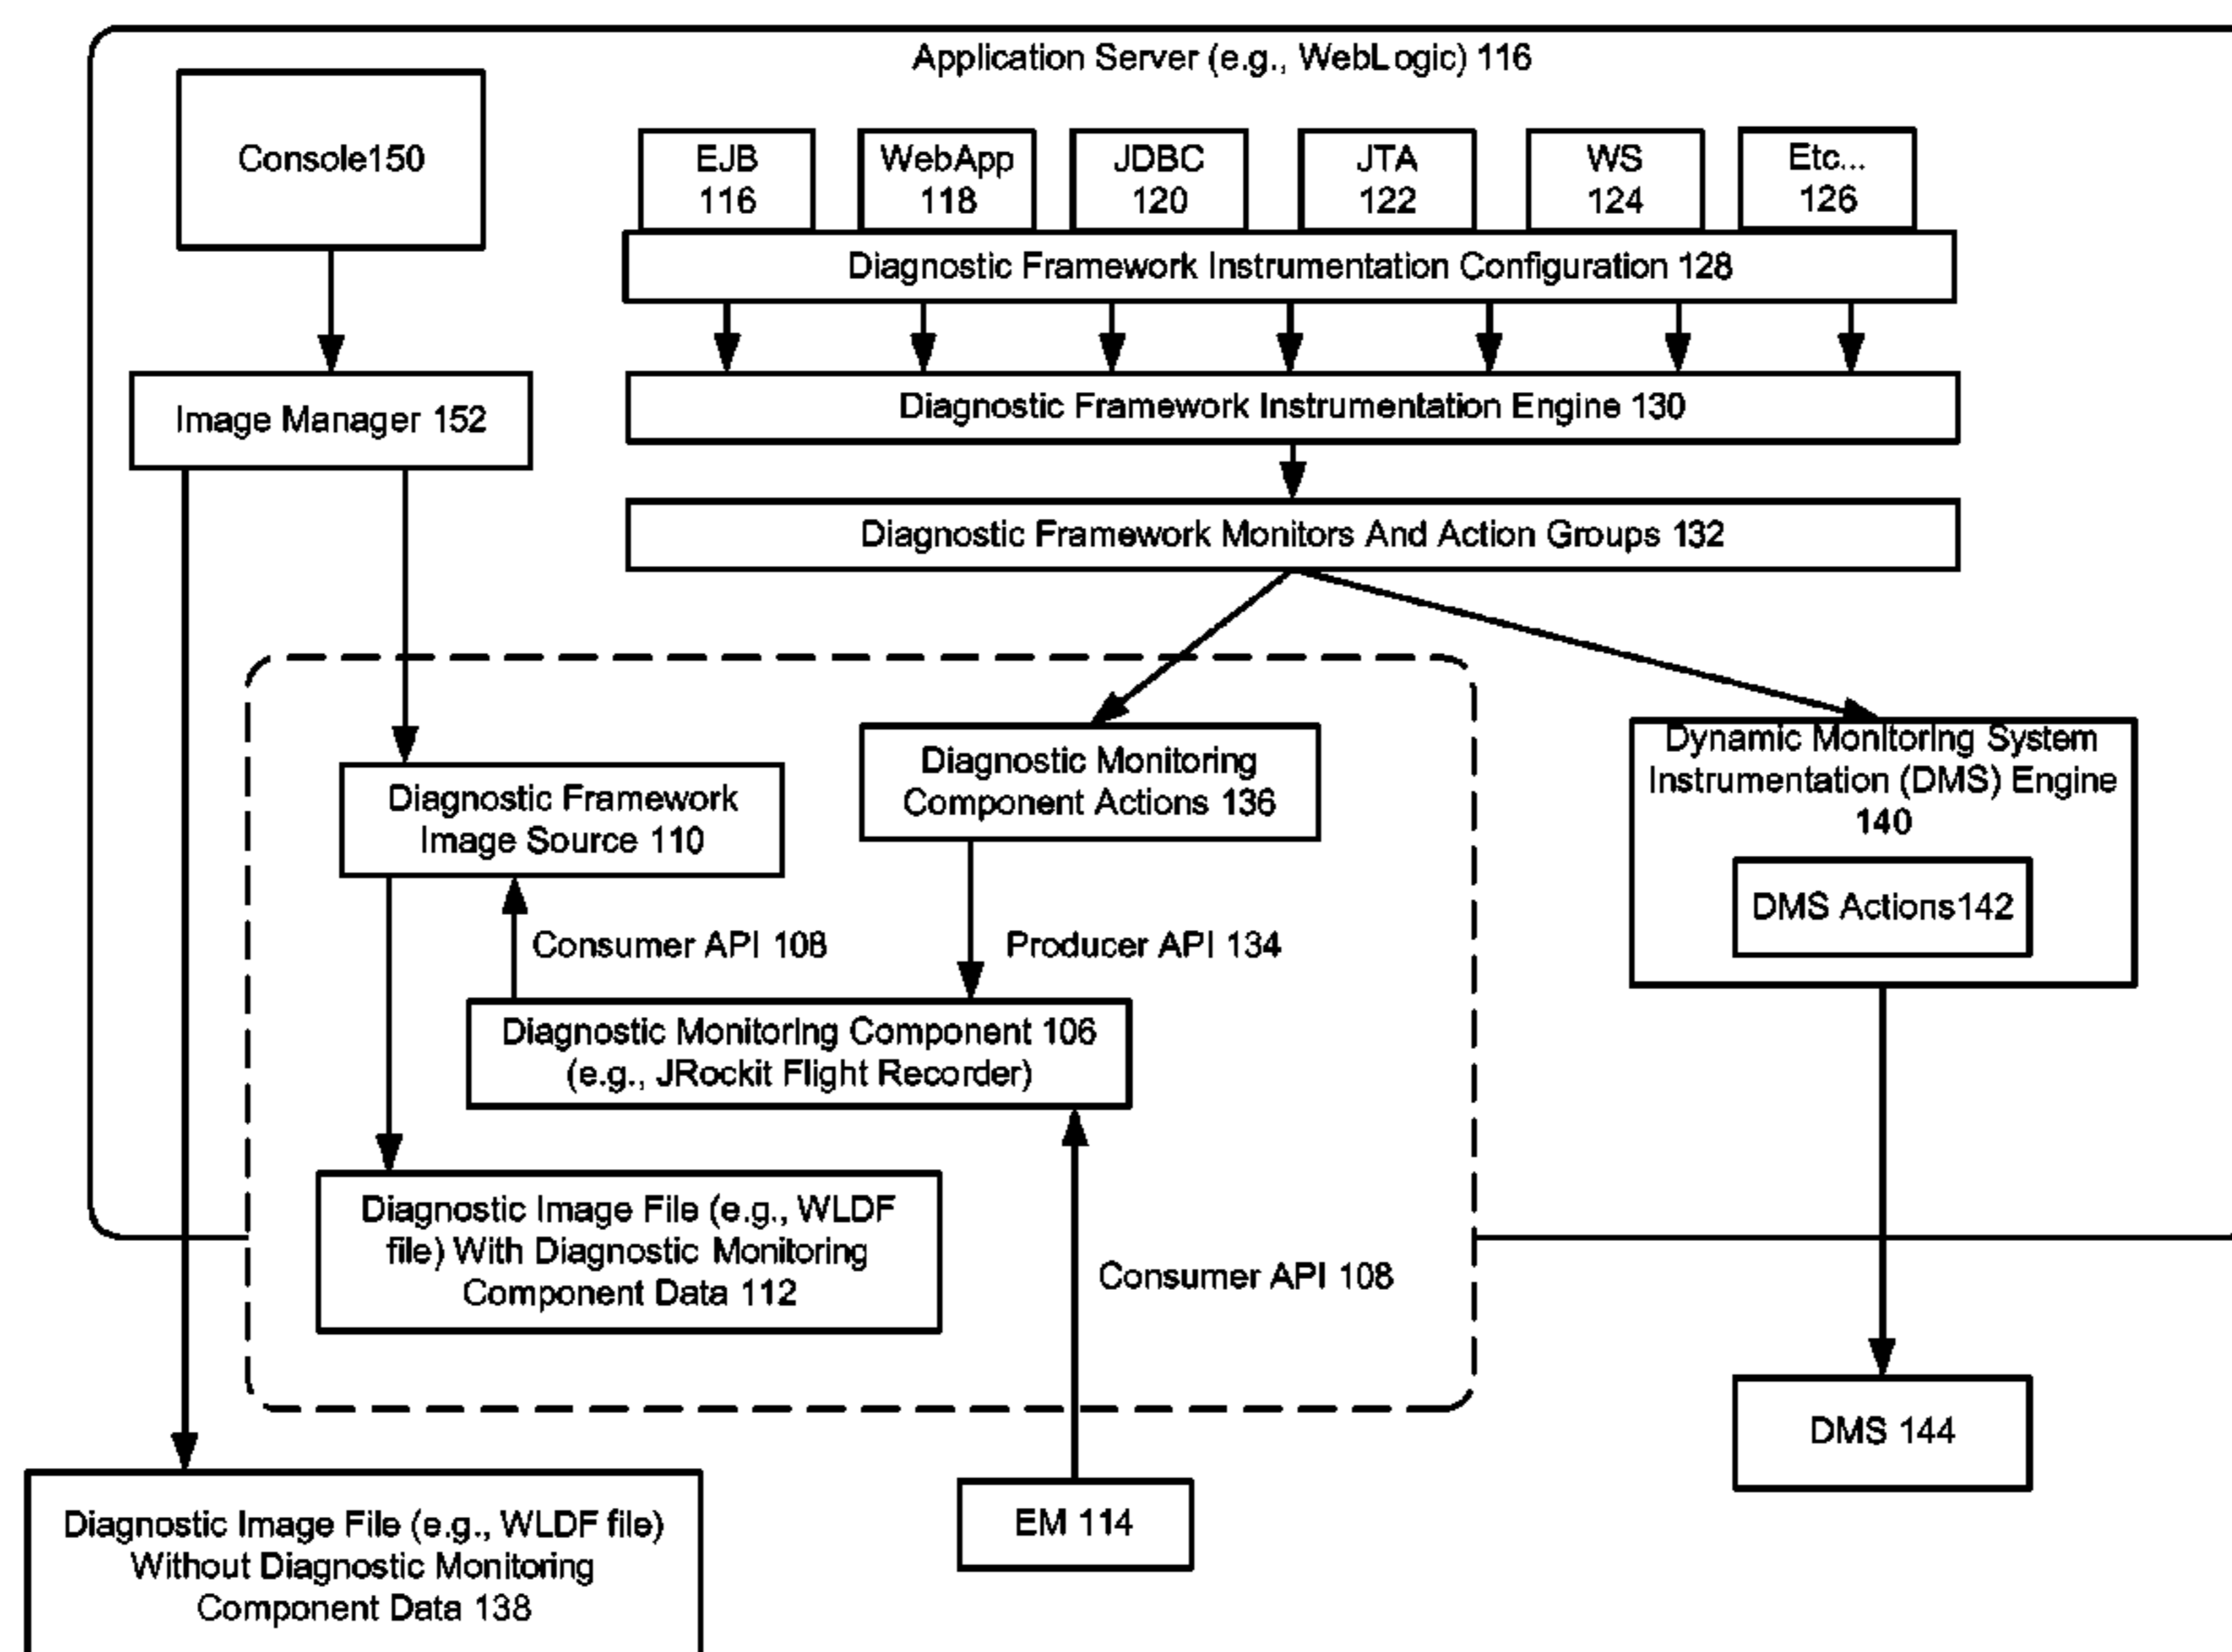 Application Server (e.g., WebLogic) 116
Console150
EJB
116
WebApp
118
JDBC
120
JTA
122
WS
124
Etc...
126
Diagnostic Framework Instrumentation Configuration 128
Image Manager 152
Diagnostic Framework Instrumentation Engine 130
Diagnostic Framework Monitors And Action Groups 132
Diagnostic Framework
Image Source 110
Diagnostic Monitoring
Component Actions 136
Dynamic Monitoring System
Instrumentation (DMS) Engine
140
DMS Actions142
Consumer API 108
Producer API 134
Diagnostic Monitoring Component 106
(e.g., JRockit Flight Recorder)
Diagnostic Image File (e.g., WLDF
file) With Diagnostic Monitoring
Component Data 112
Consumer API 108
DMS 144
EM 114
Diagnostic Image File (e.g., WLDF file)
Without Diagnostic Monitoring
Component Data 138